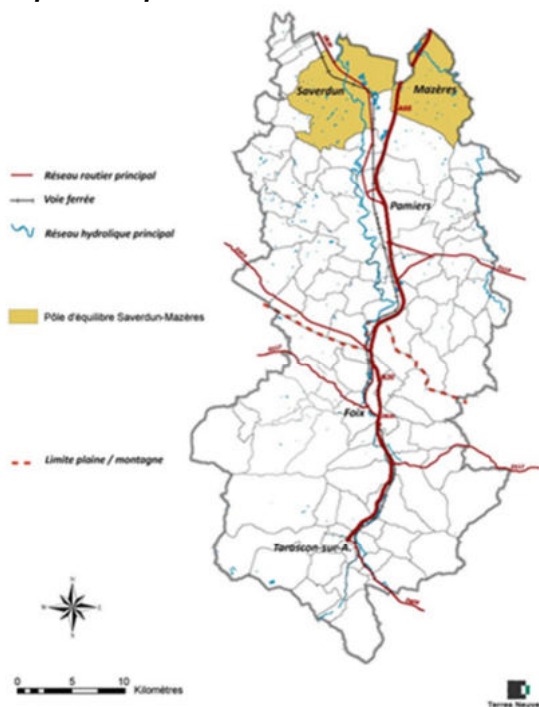 Saverdun
Mazères
Réseau routier principal
Voie ferrée
Pamiers
Réseau hydrolique principal
Pôle d'équilibre Saverdun-Mazères
Foix
Limite plaine / montagne
Tarascon-sur-A.
N
S
0 5 10
Kilomètres
Terres Neuves